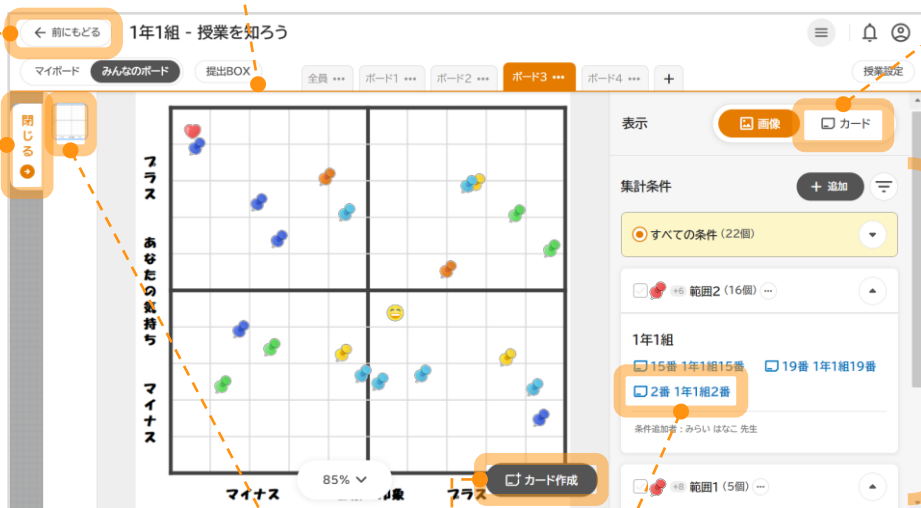 前にもどる
1年1組 - 授業を知ろう
マイボード みんなのボード 提出BOX 全員 ••• ボード1 ••• ボード2 ••• ボード3 ••• ボード4 ••• + 授業設定
閉じる
プラス あなたの気持ち マイナス
マイナス 象 プラス
85%
カード作成
表示 画像 カード
集計条件 + 追加
すべての条件 (22個)
+6 範囲2 (16個) •••
1年1組
15番 1年1組15番 19番 1年1組19番
2番 1年1組2番
条件追加者 : みらい はなこ 先生
+8 範囲1 (5個) •••